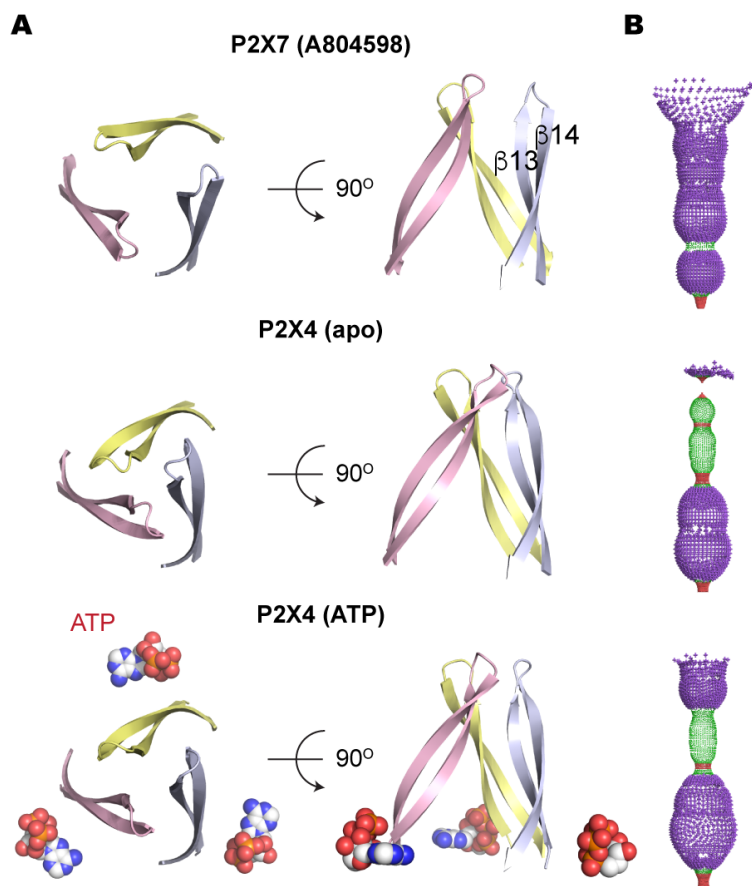 A
B
P2X7 (A804598)
β14
β13
90°
P2X4 (apo)
90°
P2X4 (ATP)
ATP
90°